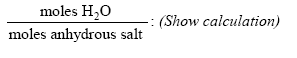 moles H₂O
moles anhydrous salt : (Show calculation)